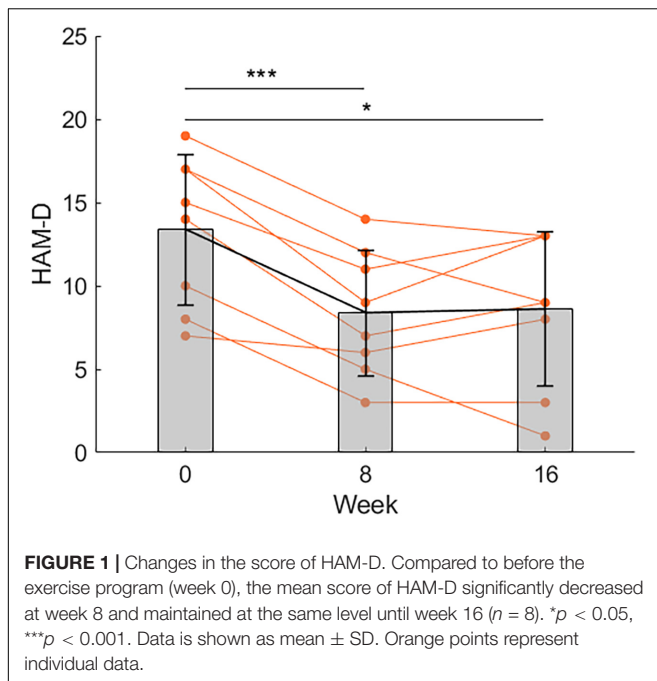 25
20
15
10
5
0
HAM-D
***
*
0 8 16
Week
FIGURE 1 | Changes in the score of HAM-D. Compared to before the
exercise program (week 0), the mean score of HAM-D significantly decreased
at week 8 and maintained at the same level until week 16 (n = 8). *p < 0.05,
***p < 0.001. Data is shown as mean ± SD. Orange points represent
individual data.